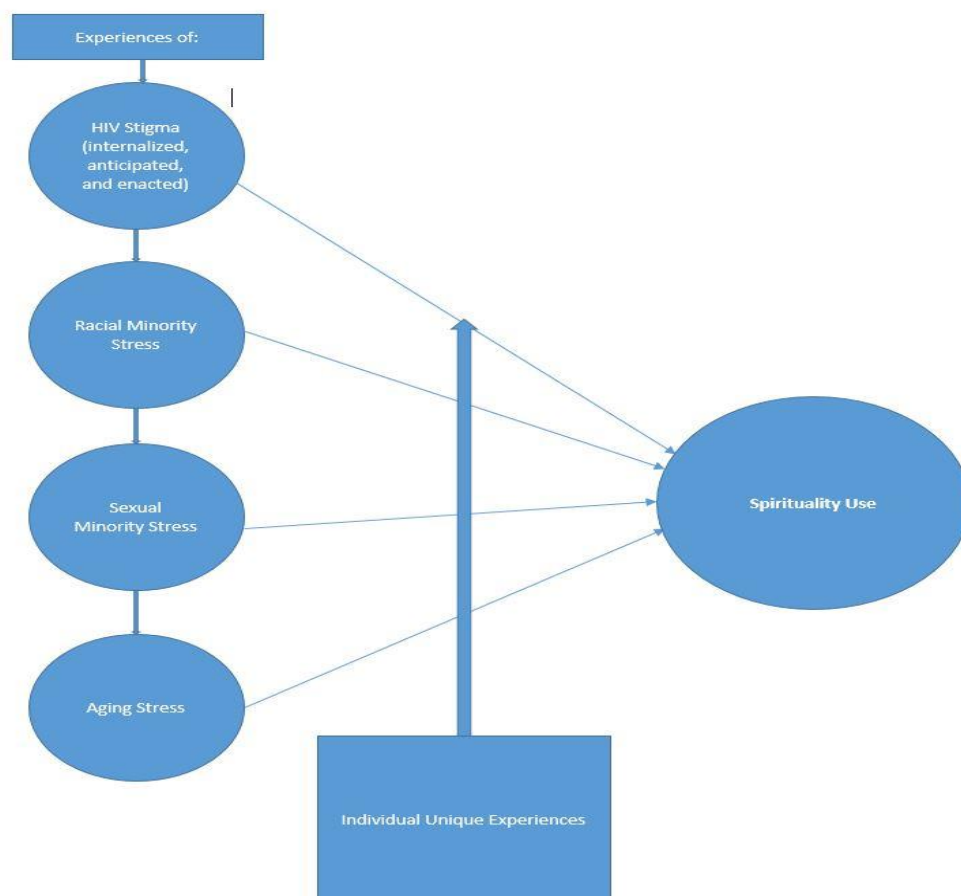 Experiences of:
HIV Stigma
(internalized,
anticipated,
and enacted)
Racial Minority
Stress
Sexual
Minority Stress
Spirituality Use
Aging Stress
Individual Unique Experiences